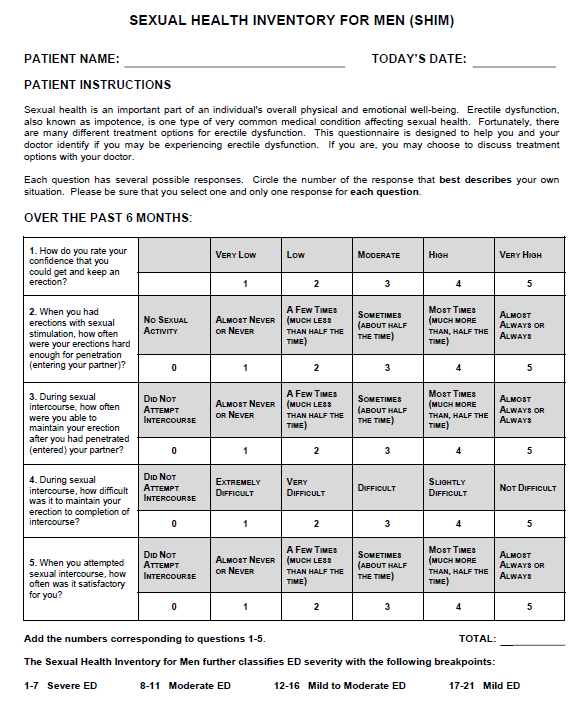 SEXUAL HEALTH INVENTORY FOR MEN (SHIM)
PATIENT NAME: ____________ TODAY'S DATE: ____________
PATIENT INSTRUCTIONS
Sexual health is an important part of an individual's overall physical and emotional well-being. Erectile dysfunction,
also known as impotence, is one type of very common medical condition affecting sexual health. Fortunately, there
are many different treatment options for erectile dysfunction. This questionnaire is designed to help you and your
doctor identify if you may be experiencing erectile dysfunction. If you are, you may choose to discuss treatment
options with your doctor.
Each question has several possible responses. Circle the number of the response that best describes your own
situation. Please be sure that you select one and only one response for each question.
OVER THE PAST 6 MONTHS:
1. How do you rate your
confidence that you
could get and keep an
erection?
VERY LOW
LOW
MODERATE
HIGH
VERY HIGH
1 2 3 4 5
2. When you had
erections with sexual
stimulation, how often
were your erections hard
enough for penetration
(entering your partner)?
NO SEXUAL
ACTIVITY
ALMOST NEVER
OR NEVER
A FEW TIMES
(MUCH LESS
THAN HALF THE
TIME)
SOMETIMES
(ABOUT HALF
THE TIME)
MOST TIMES
(MUCH MORE
THAN, HALF THE
TIME)
ALMOST
ALWAYS OR
ALWAYS
0 1 2 3 4 5
3. During sexual
intercourse, how often
were you able to
maintain your erection
after you had penetrated
(entered) your partner?
DID NOT
ATTEMPT
INTERCOURSE
ALMOST NEVER
OR NEVER
A FEW TIMES
(MUCH LESS
THAN HALF THE
TIME)
SOMETIMES
(ABOUT HALF
THE TIME)
MOST TIMES
(MUCH MORE
THAN, HALF THE
TIME)
ALMOST
ALWAYS OR
ALWAYS
0 1 2 3 4 5
4. During sexual
intercourse, how difficult
was it to maintain your
erection to completion of
intercourse?
DID NOT
ATTEMPT
INTERCOURSE
EXTREMELY
DIFFICULT
VERY
DIFFICULT
DIFFICULT
SLIGHTLY
DIFFICULT
NOT DIFFICULT
0 1 2 3 4 5
5. When you attempted
sexual intercourse, how
often was it satisfactory
for you?
DID NOT
ATTEMPT
INTERCOURSE
ALMOST NEVER
OR NEVER
A FEW TIMES
(MUCH LESS
THAN HALF THE
TIME)
SOMETIMES
(ABOUT HALF
THE TIME)
MOST TIMES
(MUCH MORE
THAN, HALF THE
TIME)
ALMOST
ALWAYS OR
ALWAYS
0 1 2 3 4 5
Add the numbers corresponding to questions 1-5. TOTAL: ____________
The Sexual Health Inventory for Men further classifies ED severity with the following breakpoints:
1-7 Severe ED 8-11 Moderate ED 12-16 Mild to Moderate ED 17-21 Mild ED